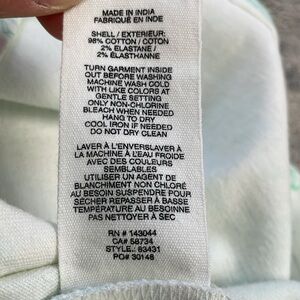 MADE IN INDIA
FABRIQUÉ EN INDE
SHELL / EXTERIEUR:
98% COTTON / COTON
2% ELASTANE /
2% ÉLASTHANNE
TURN GARMENT INSIDE
OUT BEFORE WASHING
MACHINE WASH COLD
WITH LIKE COLORS AT
GENTLE SETTING
ONLY NON-CHLORINE
BLEACH WHEN NEEDED
HANG TO DRY
COOL IRON IF NEEDED
DO NOT DRY CLEAN
LAVER À L'ENVERSLAVER À
LA MACHINE À L'EAU FROIDE
AVEC DES COULEURS
SEMBLABLES
UTILISER UN AGENT DE
BLANCHIMENT NON CHLORÉ
AU BESOIN SUSPENDRE POUR
SÉCHER REPASSER À BASSE
TEMPÉRATURE AU BESOINNE
PAS NETTOYER À SEC
RN # 143044
CA# 58734
STYLE.: 63431
PO# 30148